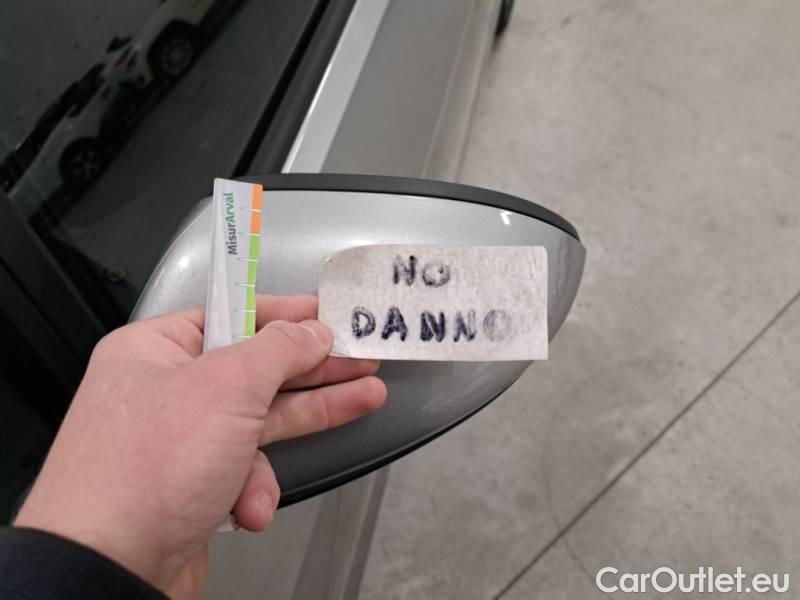 MisurArval
NO
DANNO
CarOutlet.eu